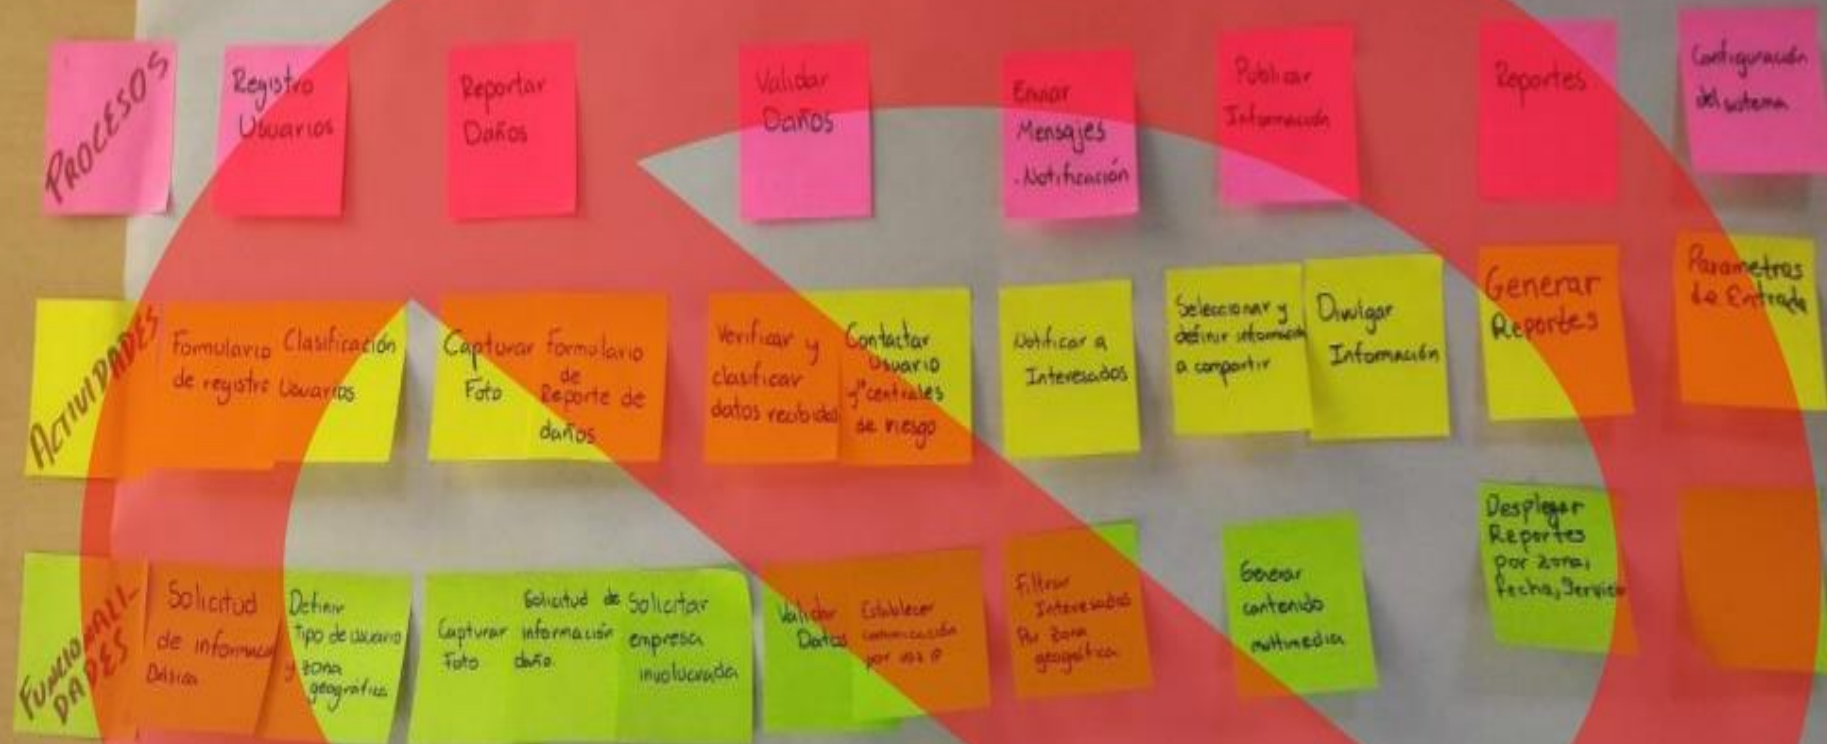 PROCESOS
Registro
Usuarios
Reportar
Daños
Validar
Daños
Enviar
Mensajes
.Notificación
Publicar
Información
Reportes
Configuración
del sistema
ACTIVIDADES
Formulario
de registro
Clasificación
Usuarios
Capturar
Foto
Formulario
de
Reporte de
daños
Verificar y
clasificar
datos recibidos
Contactar
Usuario
centrales
de riesgo
Notificar a
Interesados
Seleccionar y
definir información
a compartir
Divulgar
Información
Generar
Reportes
Parametros
de Entrada
FUNCIONALI-
DADES
Solicitud
de informacion
Básica
Definir
Tipo de usuario
y zona
geográfica
Capturar
Foto
Solicitud de
información
daño.
Solicitar
empresa
involucrada
Validar
Datos
Establecer
comunicación
por
Filtrar
Interesados
Por zona
geográfica
Generar
contenido
multimedia
Desplegar
Reportes
por zona,
fecha, Servicio